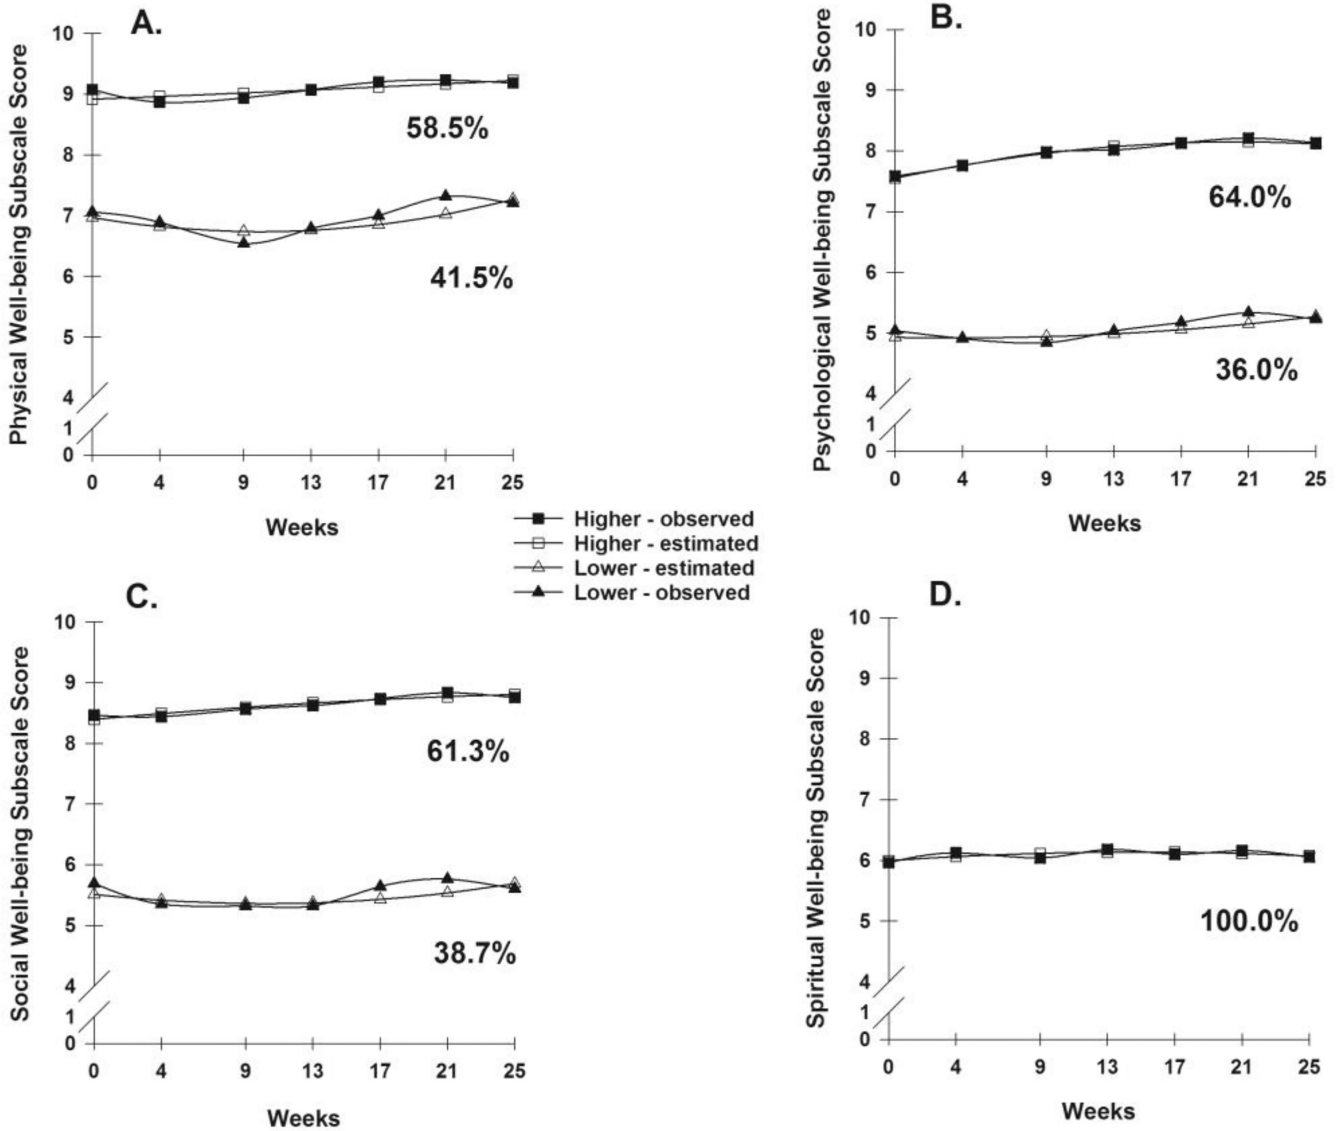 A.
Physical Well-being Subscale Score
10
9
8
7
6
5
4
1
0
58.5%
41.5%
0 4 9 13 17 21 25
Weeks
B.
Psychological Well-being Subscale Score
10
9
8
7
6
5
4
1
0
64.0%
36.0%
0 4 9 13 17 21 25
Weeks
Higher - observed
Higher - estimated
Lower - estimated
Lower - observed
C.
Social Well-being Subscale Score
10
9
8
7
6
5
4
1
0
61.3%
38.7%
0 4 9 13 17 21 25
Weeks
D.
Spiritual Well-being Subscale Score
10
9
8
7
6
5
4
1
0
100.0%
0 4 9 13 17 21 25
Weeks